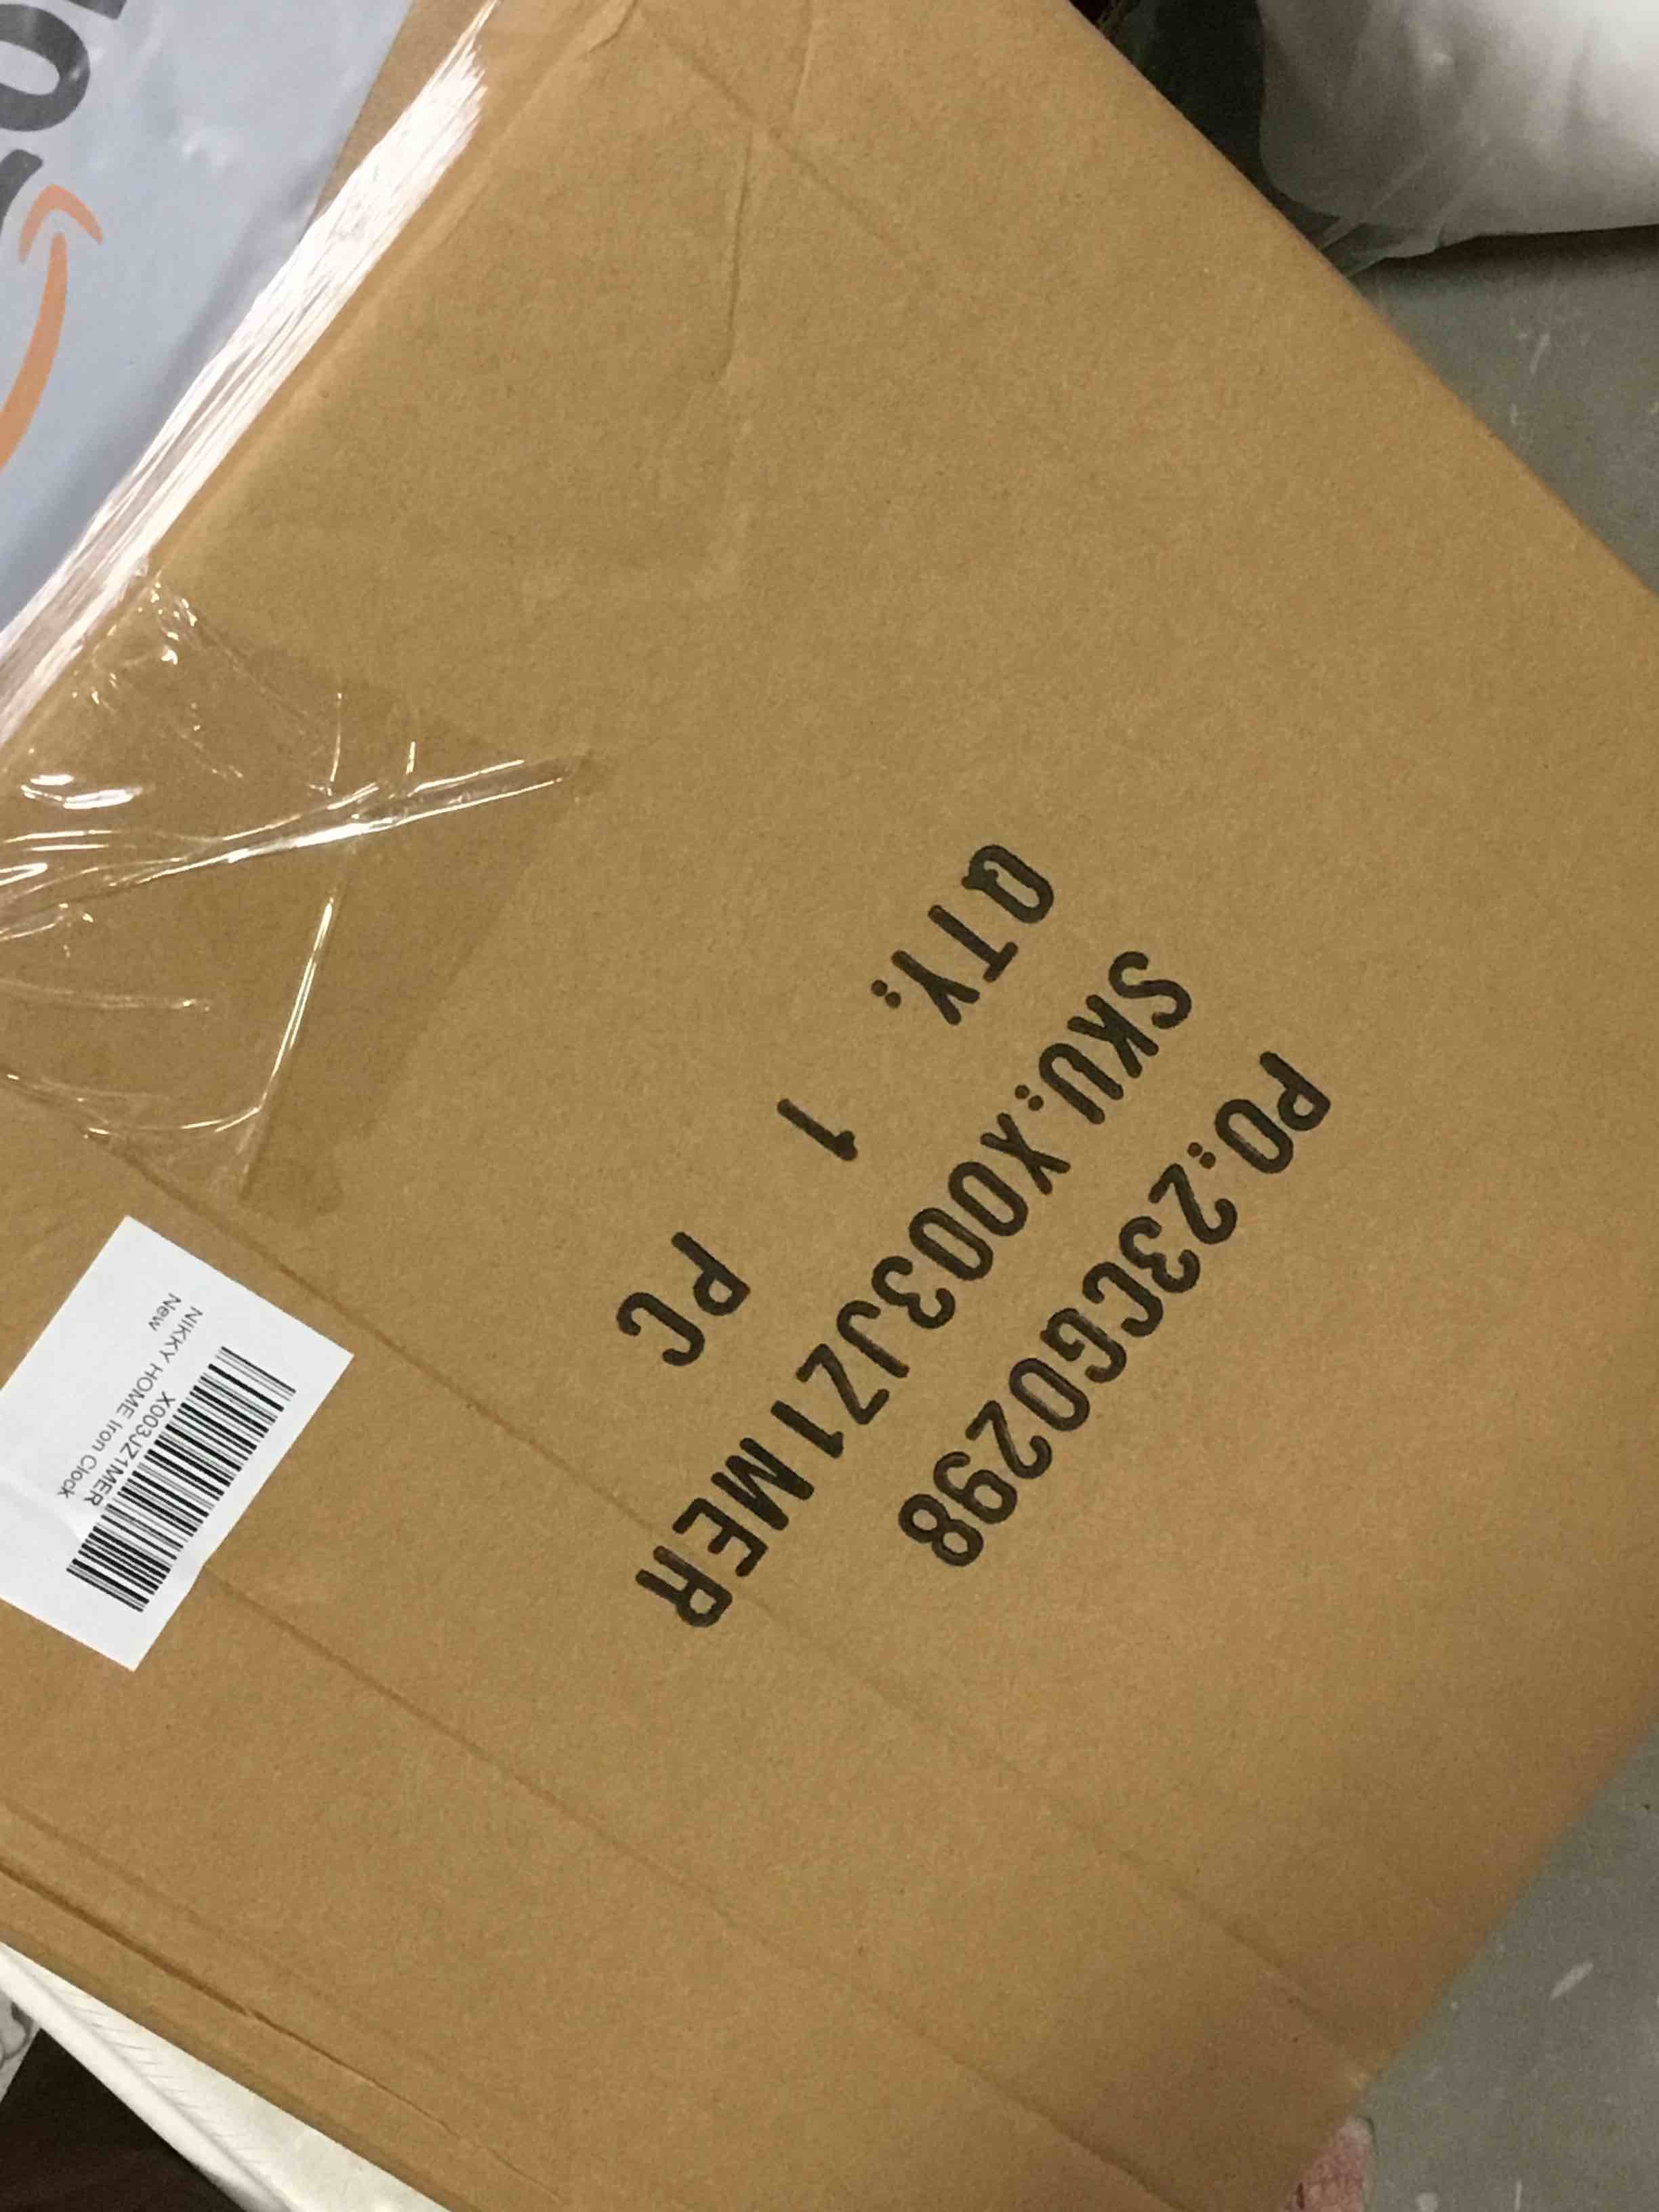 PO:23CG0298
SKU:X003JZ1MER
QTY: 1 PC
X003JZ1MER
NIKKY HOME Iron Clock
New